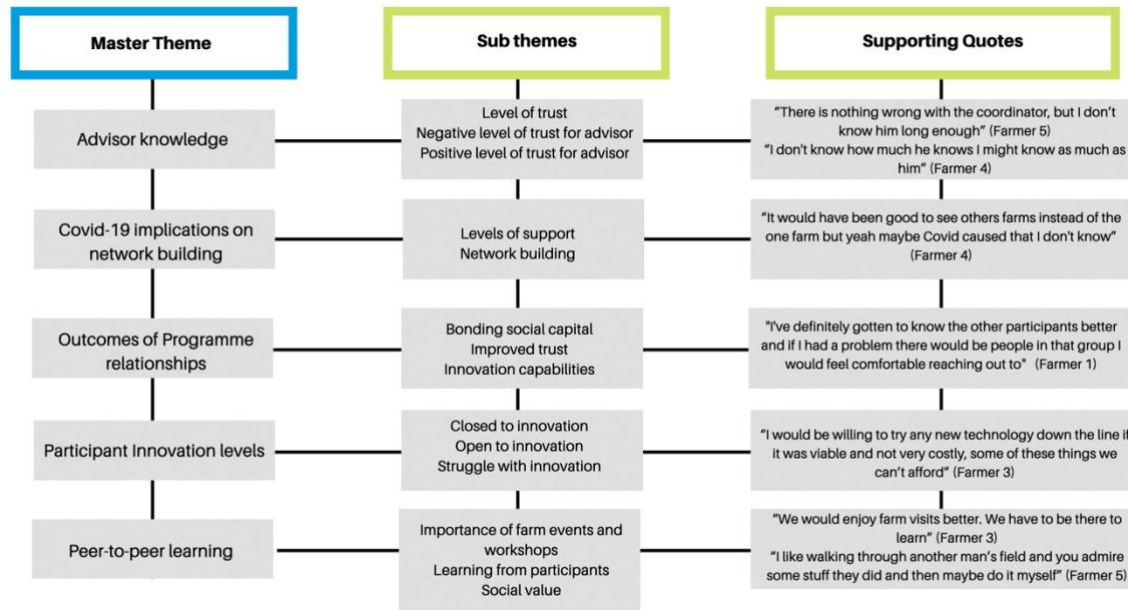 Master Theme
Sub themes
Supporting Quotes
Advisor knowledge
Level of trust
Negative level of trust for advisor
Positive level of trust for advisor
“There is nothing wrong with the coordinator, but I don’t
know him long enough” (Farmer 5)
“I don't know how much he knows I might know as much as
him” (Farmer 4)
Covid-19 implications on
network building
Levels of support
Network building
“It would have been good to see others farms instead of the
one farm but yeah maybe Covid caused that I don't know”
(Farmer 4)
Outcomes of Programme
relationships
Bonding social capital
Improved trust
Innovation capabilities
"I've definitely gotten to know the other participants better
and if I had a problem there would be people in that group I
would feel comfortable reaching out to" (Farmer 1)
Participant Innovation levels
Closed to innovation
Open to innovation
Struggle with innovation
“I would be willing to try any new technology down the line if
it was viable and not very costly, some of these things we
can’t afford” (Farmer 3)
Peer-to-peer learning
Importance of farm events and
workshops
Learning from participants
Social value
“We would enjoy farm visits better. We have to be there to
learn” (Farmer 3)
“I like walking through another man’s field and you admire
some stuff they did and then maybe do it myself” (Farmer 5)